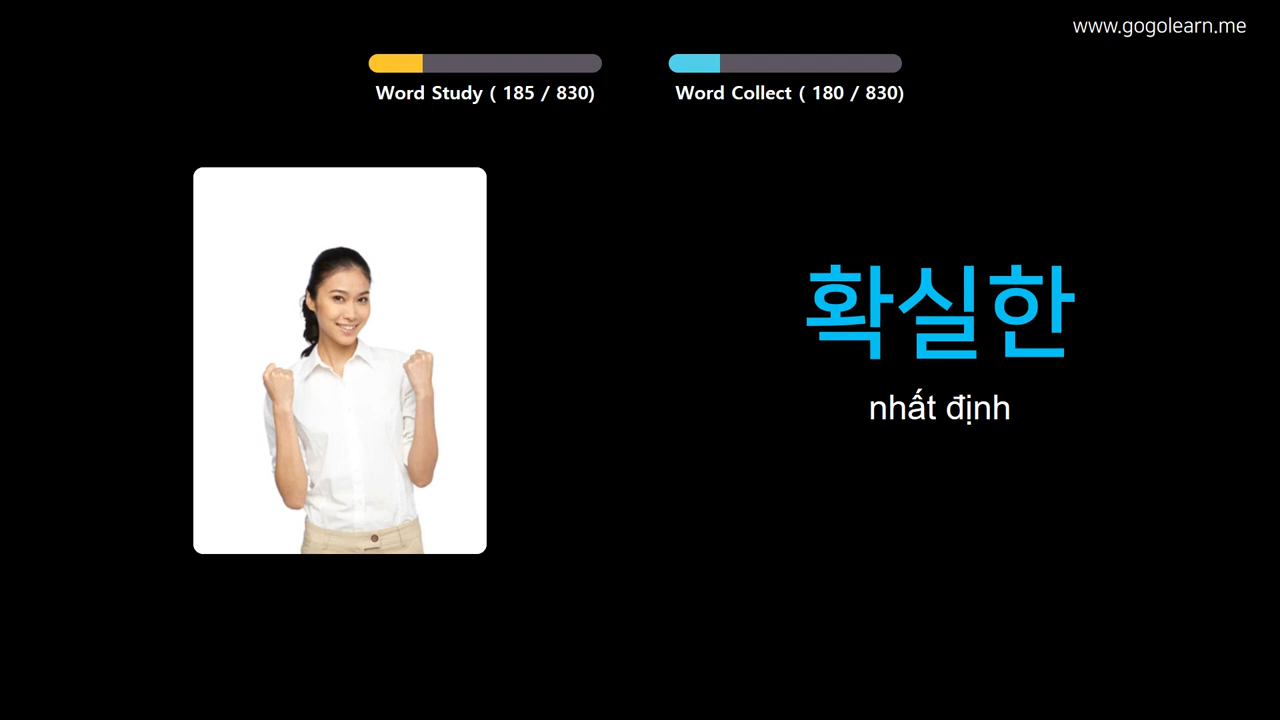 www.gogolearn.me
Word Study ( 185 / 830)
Word Collect ( 180 / 830)
확실한
nhất định